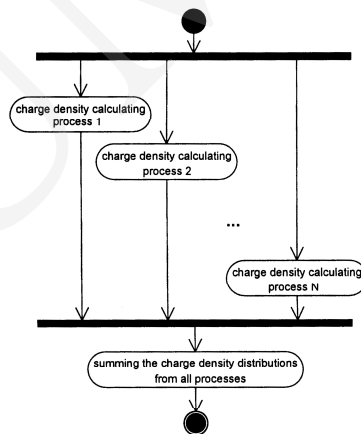 charge density calculating
process 1
charge density calculating
process 2
...
charge density calculating
process N
summing the charge density distributions
from all processes